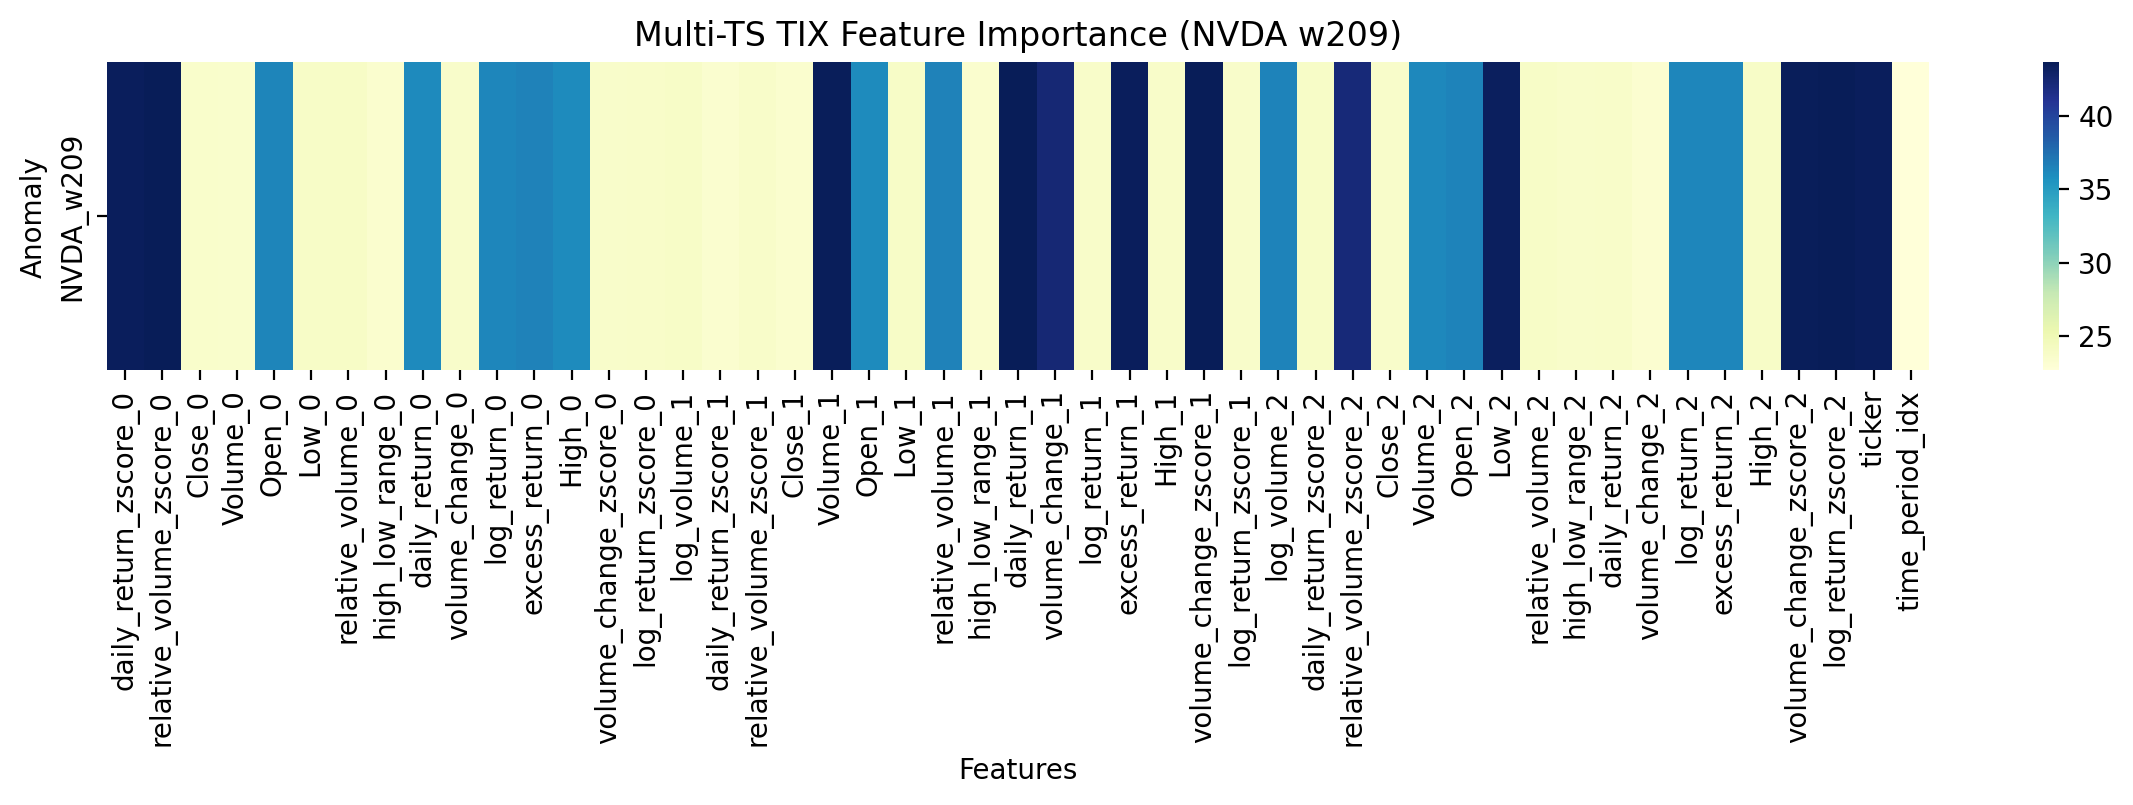 Multi-TS TIX Feature Importance (NVDA w209)
Anomaly
NVDA_w209
40
35
30
25
daily_return_zscore_0
relative_volume_zscore_0
Close_0
Volume_0
Open_0
Low_0
relative_volume_0
high_low_range_0
daily_return_0
volume_change_0
log_return_0
excess_return_0
High_0
volume_change_zscore_0
log_return_zscore_0
log_volume_1
daily_return_zscore_1
relative_volume_zscore_1
Close_1
Volume_1
Open_1
Low_1
relative_volume_1
high_low_range_1
daily_return_1
volume_change_1
log_return_1
excess_return_1
High_1
volume_change_zscore_1
log_return_zscore_1
log_volume_2
daily_return_zscore_2
relative_volume_zscore_2
Close_2
Volume_2
Open_2
Low_2
relative_volume_2
high_low_range_2
daily_return_2
volume_change_2
log_return_2
excess_return_2
High_2
volume_change_zscore_2
log_return_zscore_2
ticker
time_period_idx
Features